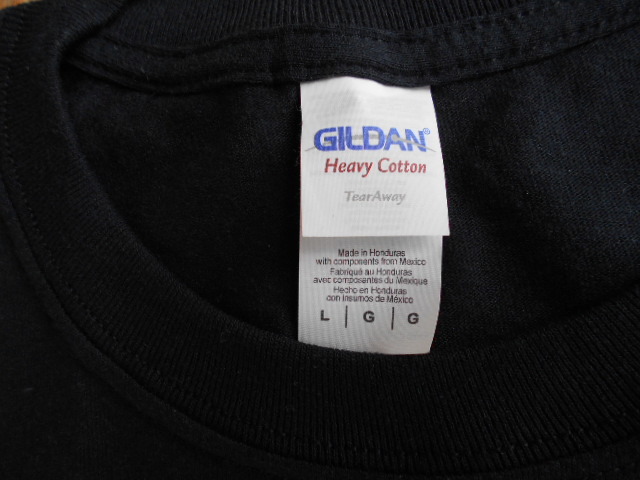 GILDAN®
Heavy Cotton
TearAway
Made in Honduras
with components from Mexico
Fabriqué au Honduras
avec composantes du Mexique
Hecho en Honduras
con insumos de México
L | G | G